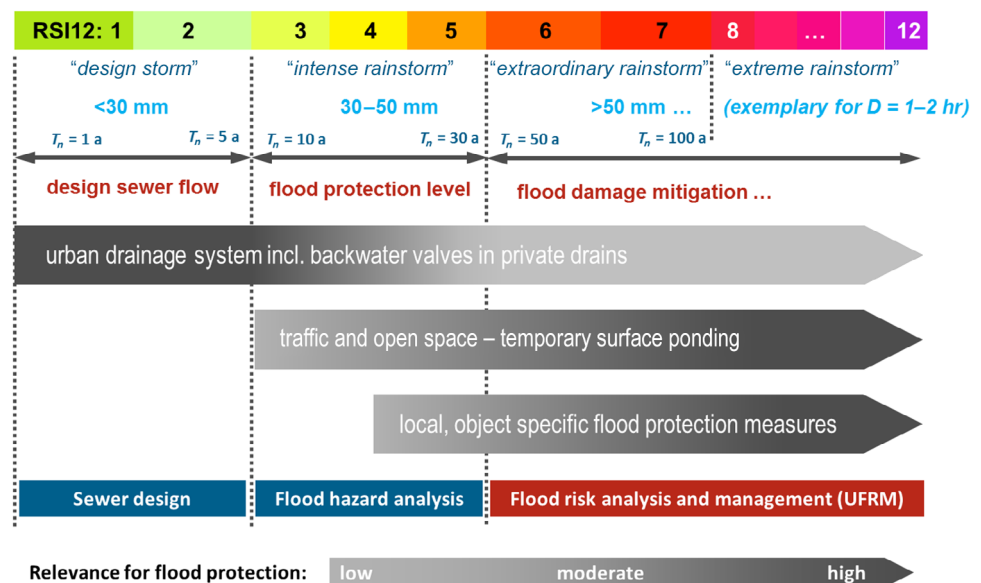 RSI12: 1 2 3 4 5 6 7 8 ... 12
“design storm” “intense rainstorm” “extraordinary rainstorm” “extreme rainstorm”
<30 mm 30–50 mm >50 mm ... (exemplary for D = 1–2 hr)
Tn = 1 a Tn = 5 a Tn = 10 a Tn = 30 a Tn = 50 a Tn = 100 a
design sewer flow flood protection level flood damage mitigation ...
urban drainage system incl. backwater valves in private drains
traffic and open space – temporary surface ponding
local, object specific flood protection measures
Sewer design Flood hazard analysis Flood risk analysis and management (UFRM)
Relevance for flood protection: low moderate high